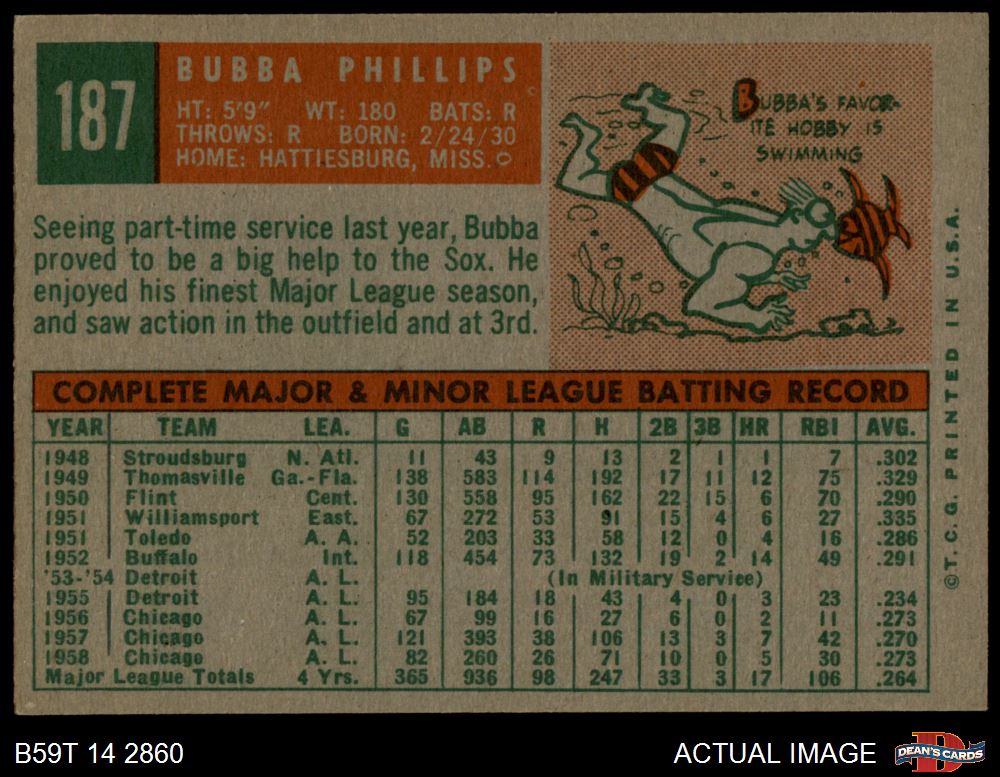 187
BUBBA PHILLIPS
HT: 5'9" WT: 180 BATS: R
THROWS: R BORN: 2/24/30
HOME: HATTIESBURG, MISS.
BUBBA'S FAVOR-
ITE HOBBY IS
SWIMMING
Seeing part-time service last year, Bubba
proved to be a big help to the Sox. He
enjoyed his finest Major League season,
and saw action in the outfield and at 3rd.
COMPLETE MAJOR & MINOR LEAGUE BATTING RECORD
YEAR TEAM LEA. G AB R H 2B 3B HR RBI AVG.
1948 Stroudsburg N. Atl. 11 43 9 13 2 1 1 7 .302
1949 Thomasville Ga.-Fla. 138 583 114 192 17 11 12 75 .329
1950 Flint Cent. 130 558 95 162 22 15 6 70 .290
1951 Williamsport East. 67 272 53 91 15 4 6 27 .335
1951 Toledo A. A. 52 203 33 58 12 0 4 16 .286
1952 Buffalo Int. 118 454 73 132 19 2 14 49 .291
'53-'54 Detroit A. L. (In Military Service)
1955 Detroit A. L. 95 184 18 43 4 0 3 23 .234
1956 Chicago A. L. 67 99 16 27 6 0 2 11 .273
1957 Chicago A. L. 121 393 38 106 13 3 7 42 .270
1958 Chicago A. L. 82 260 26 71 10 0 5 30 .273
Major League Totals 4 Yrs. 365 936 98 247 33 3 17 106 .264
©T. C. G. PRINTED IN U.S.A.
B59T 14 2860
ACTUAL IMAGE
DEAN'S CARDS